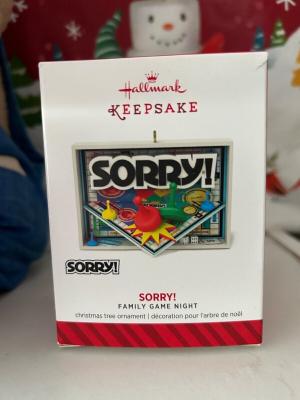 Hallmark
KEEPSAKE
SORRY!
SORRY!
SORRY!
FAMILY GAME NIGHT
christmas tree ornament | décoration pour l'arbre de noël